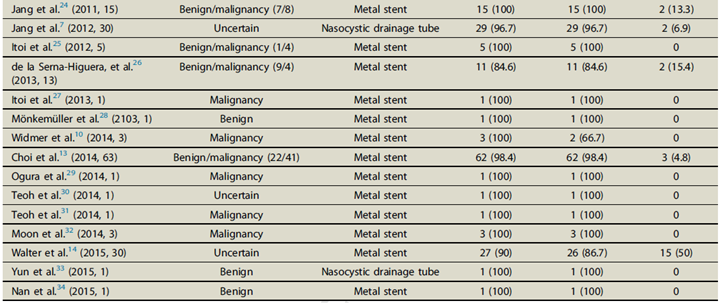 Jang et al.24 (2011, 15) Benign/malignancy (7/8) Metal stent 15 (100) 15 (100) 2 (13.3)
Jang et al.7 (2012, 30) Uncertain Nasocystic drainage tube 29 (96.7) 29 (96.7) 2 (6.9)
Itoi et al.25 (2012, 5) Benign/malignancy (1/4) Metal stent 5 (100) 5 (100) 0
de la Serna-Higuera, et al.26 Benign/malignancy (9/4) Metal stent 11 (84.6) 11 (84.6) 2 (15.4)
(2013, 13)
Itoi et al.27 (2013, 1) Malignancy Metal stent 1 (100) 1 (100) 0
Mönkemüller et al.28 (2103, 1) Benign Metal stent 1 (100) 1 (100) 0
Widmer et al.10 (2014, 3) Malignancy Metal stent 3 (100) 2 (66.7) 0
Choi et al.13 (2014, 63) Benign/malignancy (22/41) Metal stent 62 (98.4) 62 (98.4) 3 (4.8)
Ogura et al.29 (2014, 1) Malignancy Metal stent 1 (100) 1 (100) 0
Teoh et al.30 (2014, 1) Uncertain Metal stent 1 (100) 1 (100) 0
Teoh et al.31 (2014, 1) Malignancy Metal stent 1 (100) 1 (100) 0
Moon et al.32 (2014, 3) Malignancy Metal stent 3 (100) 3 (100) 0
Walter et al.14 (2015, 30) Uncertain Metal stent 27 (90) 26 (86.7) 15 (50)
Yun et al.33 (2015, 1) Benign Nasocystic drainage tube 1 (100) 1 (100) 0
Nan et al.34 (2015, 1) Benign Metal stent 1 (100) 1 (100) 0